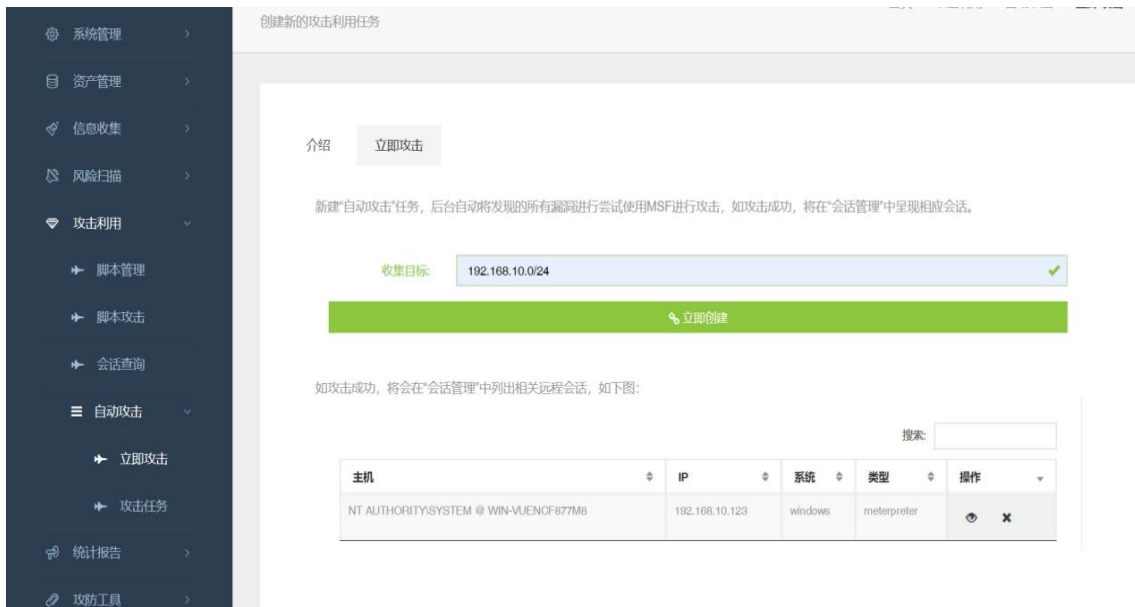 创建新的攻击利用任务
系统管理
资产管理
信息收集
风险扫描
攻击利用
脚本管理
脚本攻击
会话查询
自动攻击
立即攻击
攻击任务
统计报告
攻防工具
介绍
立即攻击
新建“自动攻击”任务，后台自动将发现的所有漏洞进行尝试使用MSF进行攻击，如攻击成功，将在“会话管理”中呈现相应会话。
收集目标: 192.168.10.0/24
立即创建
如攻击成功，将会在“会话管理”中列出相关远程会话，如下图：
搜索:
主机 IP 系统 类型 操作
NT AUTHORITY\SYSTEM @ WIN-VUENCF877M8 192.168.10.123 windows meterpreter